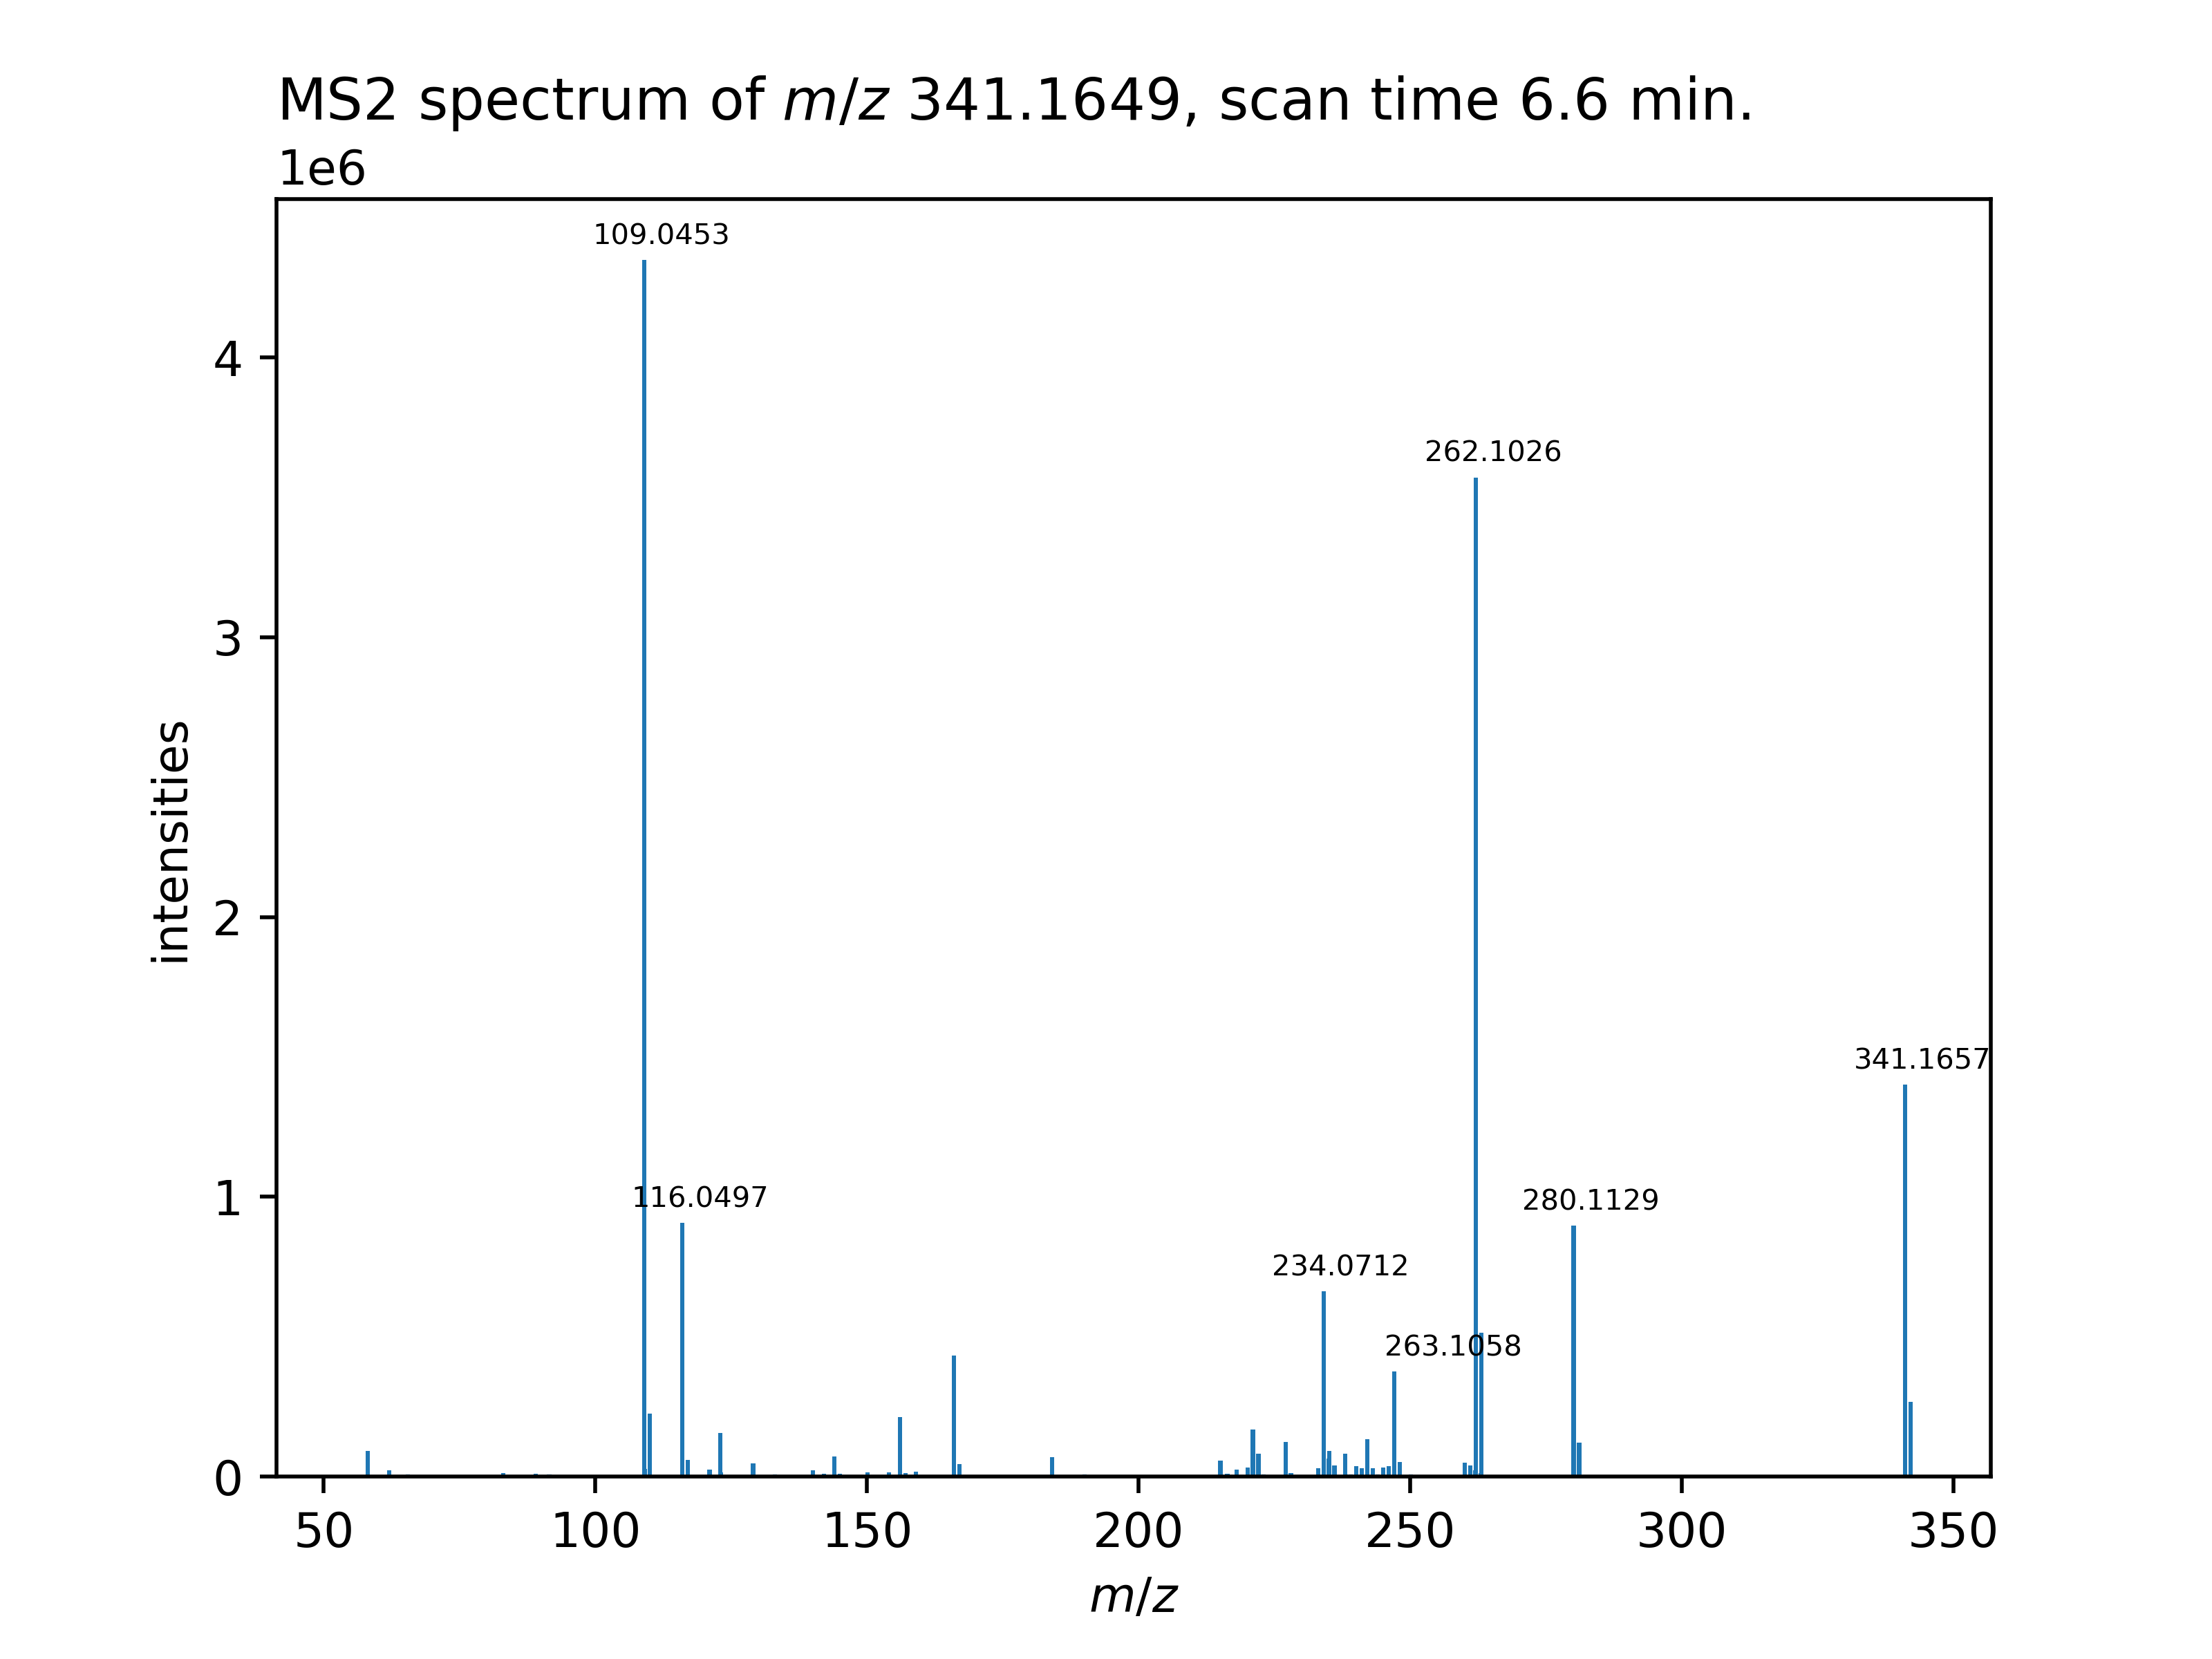 MS2 spectrum of m/z 341.1649, scan time 6.6 min.
1e6
109.0453
4
262.1026
3
intensities
2
341.1657
116.0497
280.1129
1
234.0712
263.1058
0
50 100 150 200 250 300 350
m/z